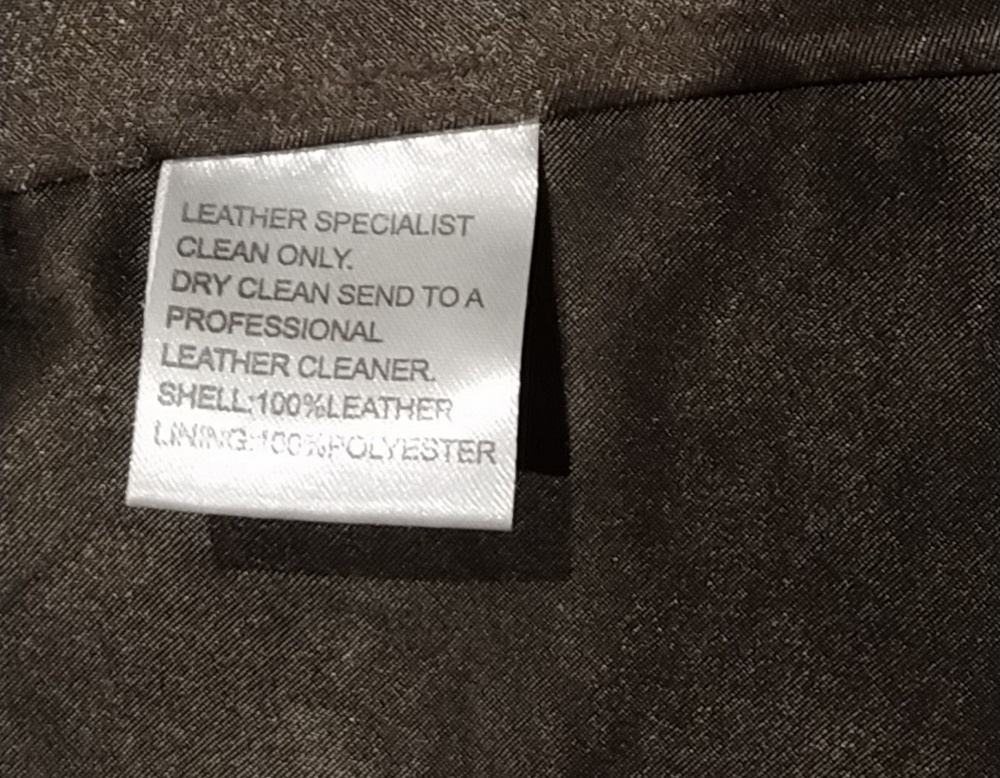 LEATHER SPECIALIST
CLEAN ONLY.
DRY CLEAN SEND TO A
PROFESSIONAL
LEATHER CLEANER.
SHELL:100%LEATHER
LINING:100%POLYESTER